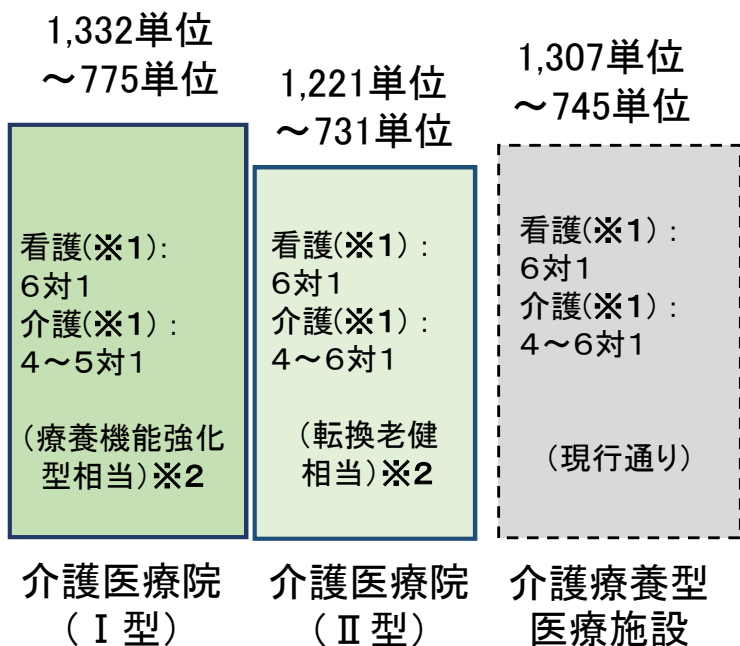 1,332単位
～775単位
看護(※1)：
6対1
介護(※1)：
4～5対1
（療養機能強化
型相当）※2
介護医療院
（Ⅰ型）
1,221単位
～731単位
看護(※1)：
6対1
介護(※1)：
4～6対1
（転換老健
相当）※2
介護医療院
（Ⅱ型）
1,307単位
～745単位
看護(※1)：
6対1
介護(※1)：
4～6対1
（現行通り）
介護療養型
医療施設